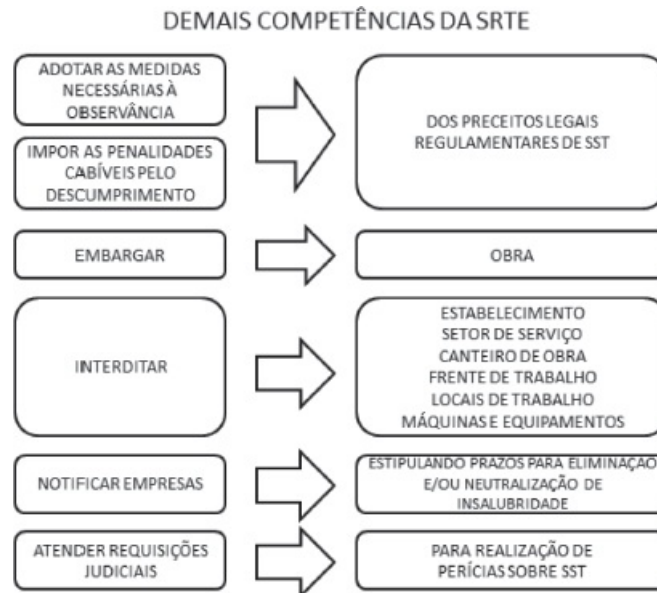 DEMAIS COMPETÊNCIAS DA SRTE
ADOTAR AS MEDIDAS
NECESSÁRIAS À
OBSERVÂNCIA
IMPOR AS PENALIDADES
CABÍVEIS PELO
DESCUMPRIMENTO
DOS PRECEITOS LEGAIS
REGULAMENTARES DE SST
EMBARGAR
OBRA
INTERDITAR
ESTABELECIMENTO
SETOR DE SERVIÇO
CANTEIRO DE OBRA
FRENTE DE TRABALHO
LOCAIS DE TRABALHO
MÁQUINAS E EQUIPAMENTOS
NOTIFICAR EMPRESAS
ESTIPULANDO PRAZOS PARA ELIMINAÇÃO
E/OU NEUTRALIZAÇÃO DE
INSALUBRIDADE
ATENDER REQUISIÇÕES
JUDICIAIS
PARA REALIZAÇÃO DE
PERÍCIAS SOBRE SST